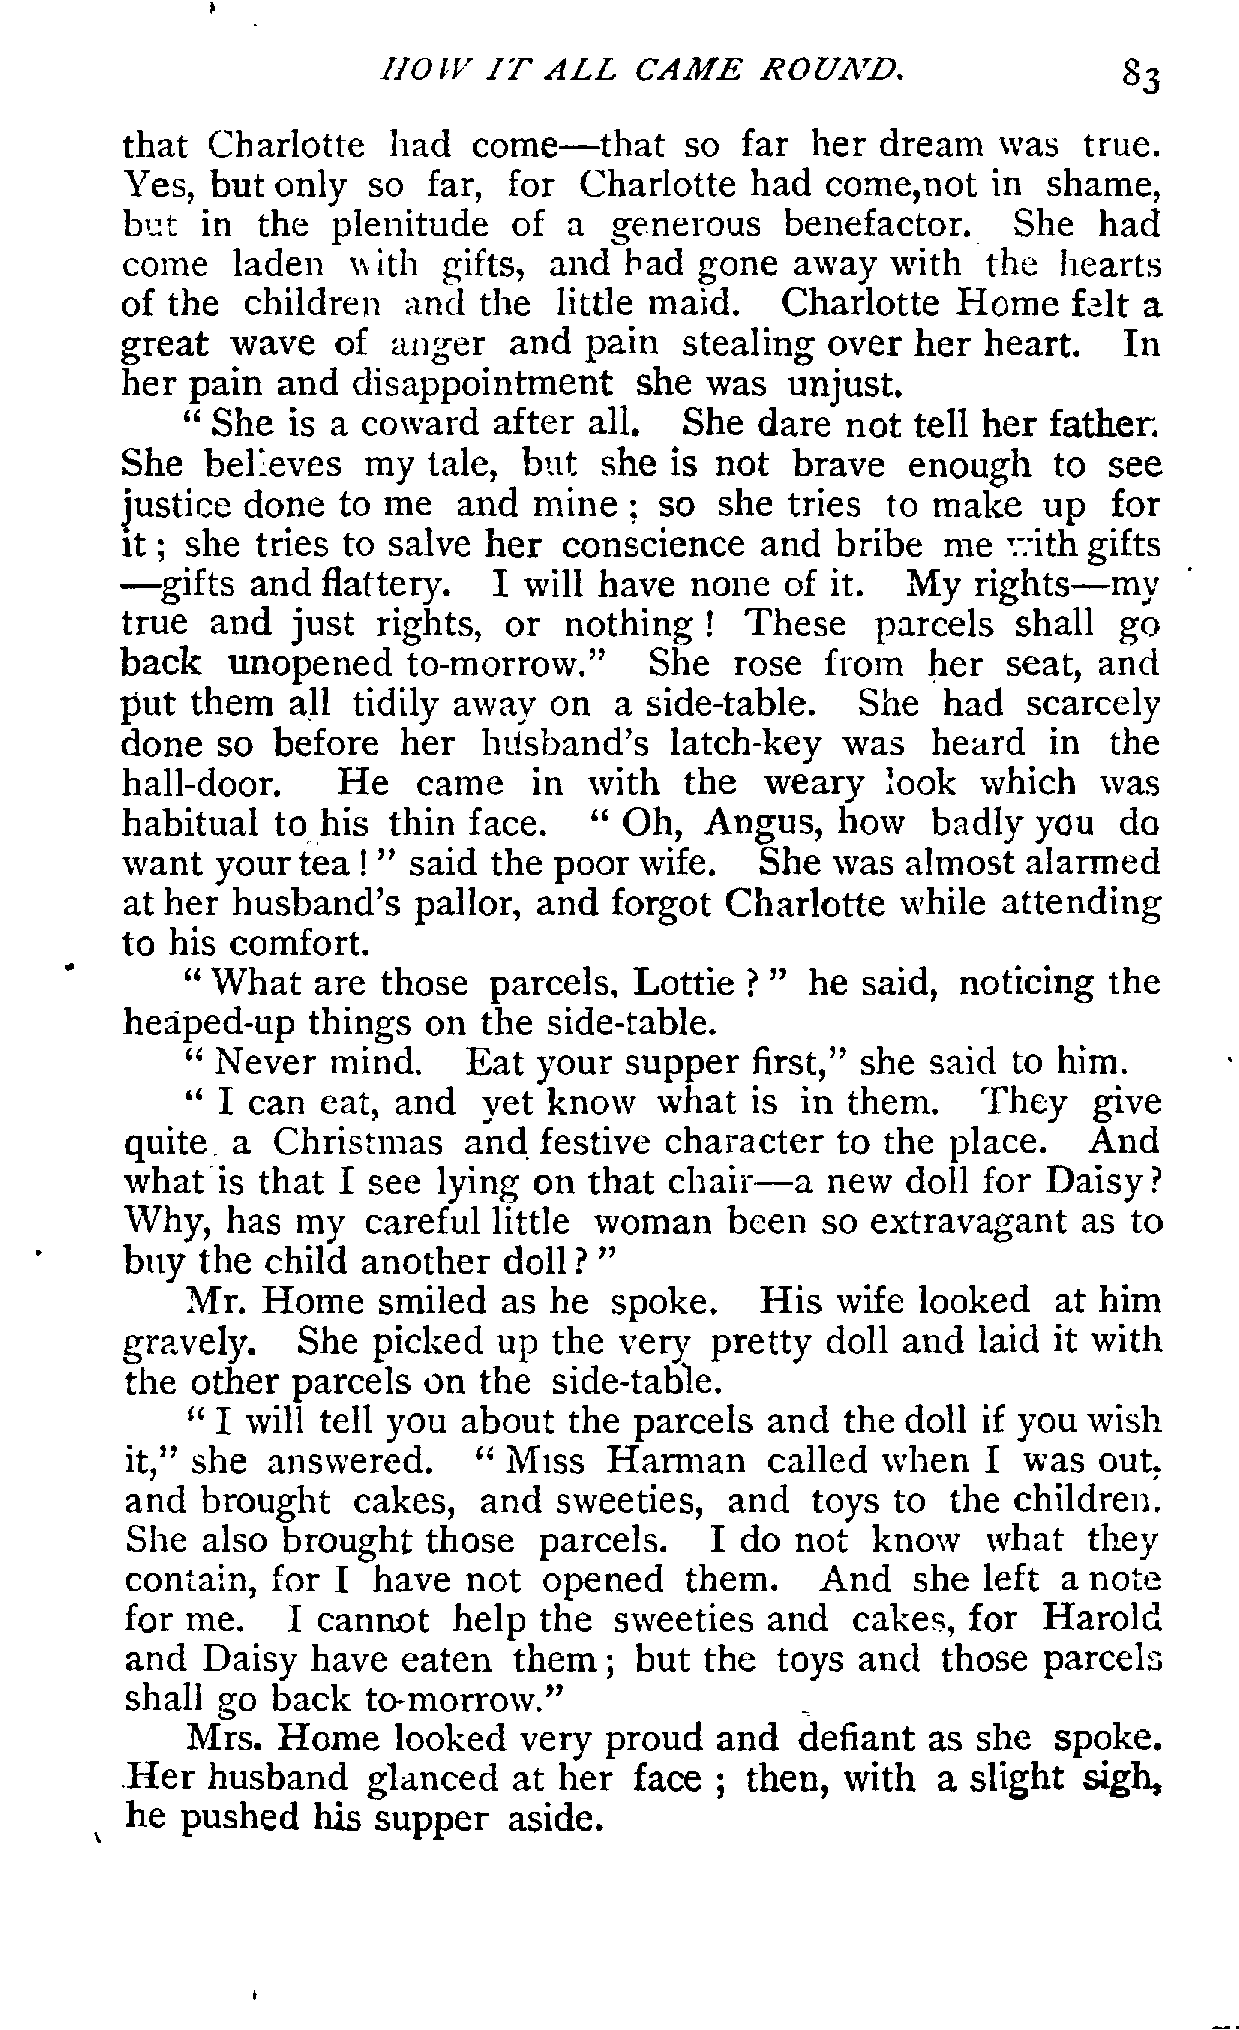 HOW IT ALL CAME ROUND. 83
that Charlotte had come—that so far her dream was true.
Yes, but only so far, for Charlotte had come,not in shame,
but in the plenitude of a generous benefactor. She had
come laden with gifts, and had gone away with the hearts
of the children and the little maid. Charlotte Home felt a
great wave of anger and pain stealing over her heart. In
her pain and disappointment she was unjust.
“ She is a coward after all. She dare not tell her father.
She believes my tale, but she is not brave enough to see
justice done to me and mine ; so she tries to make up for
it ; she tries to salve her conscience and bribe me with gifts
—gifts and flattery. I will have none of it. My rights—my
true and just rights, or nothing ! These parcels shall go
back unopened to-morrow.” She rose from her seat, and
put them all tidily away on a side-table. She had scarcely
done so before her husband's latch-key was heard in the
hall-door. He came in with the weary look which was
habitual to his thin face. “ Oh, Angus, how badly you do
want your tea ! ” said the poor wife. She was almost alarmed
at her husband's pallor, and forgot Charlotte while attending
to his comfort.
“ What are those parcels, Lottie ? ” he said, noticing the
heaped-up things on the side-table.
“ Never mind. Eat your supper first,” she said to him.
“ I can eat, and yet know what is in them. They give
quite a Christmas and festive character to the place. And
what is that I see lying on that chair—a new doll for Daisy?
Why, has my careful little woman been so extravagant as to
buy the child another doll ? ”
Mr. Home smiled as he spoke. His wife looked at him
gravely. She picked up the very pretty doll and laid it with
the other parcels on the side-table.
“ I will tell you about the parcels and the doll if you wish
it,” she answered. “ Miss Harman called when I was out,
and brought cakes, and sweeties, and toys to the children.
She also brought those parcels. I do not know what they
contain, for I have not opened them. And she left a note
for me. I cannot help the sweeties and cakes, for Harold
and Daisy have eaten them ; but the toys and those parcels
shall go back to-morrow.”
Mrs. Home looked very proud and defiant as she spoke.
Her husband glanced at her face ; then, with a slight sigh,
he pushed his supper aside.